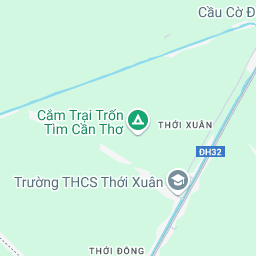 Cầu Cờ Đ
Cắm Trại Trốn
Tìm Cần Thơ
THỚI XUÂN
ĐH32
Trường THCS Thới Xuân
THỚI ĐÔNG